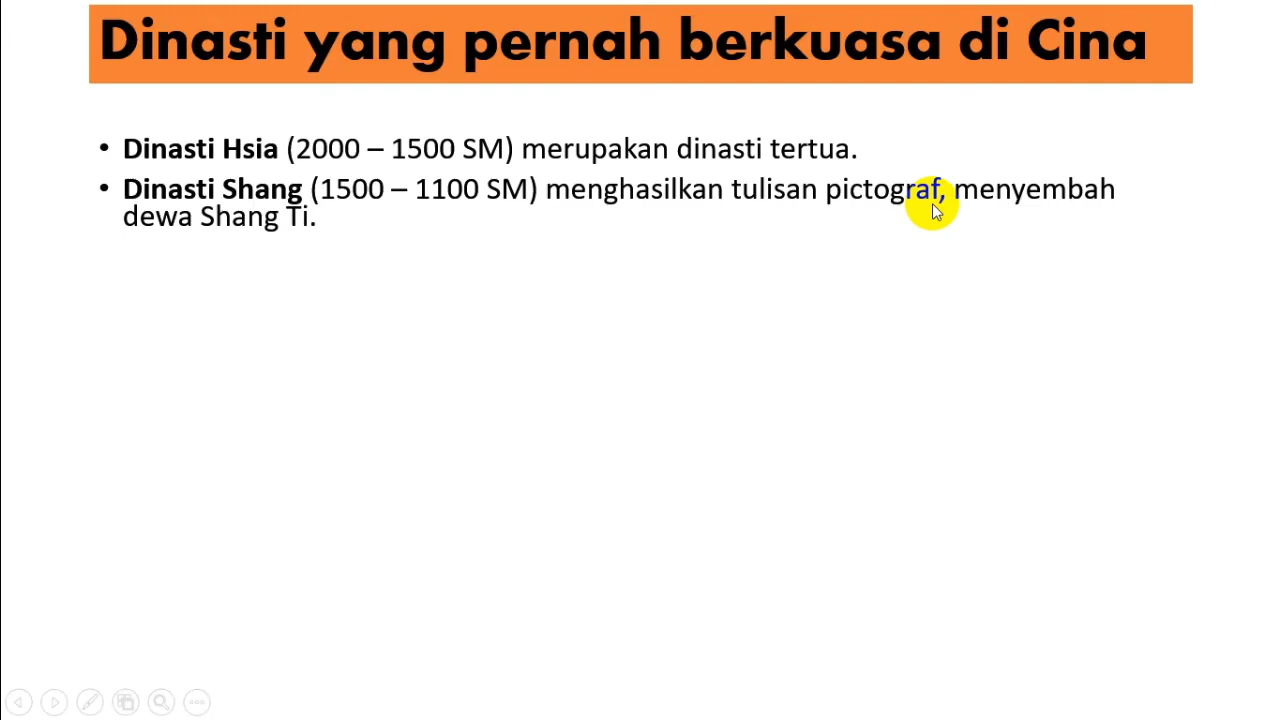 Dinasti yang pernah berkuasa di Cina
• Dinasti Hsia (2000 – 1500 SM) merupakan dinasti tertua.
• Dinasti Shang (1500 – 1100 SM) menghasilkan tulisan pictograf, menyembah
dewa Shang Ti.